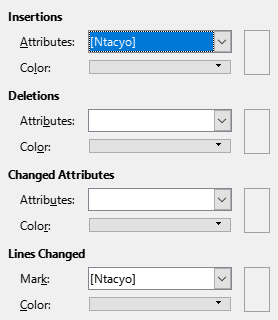 Insertions
Attributes: [Ntacyo]
Color:
Deletions
Attributes:
Color:
Changed Attributes
Attributes:
Color:
Lines Changed
Mark: [Ntacyo]
Color: